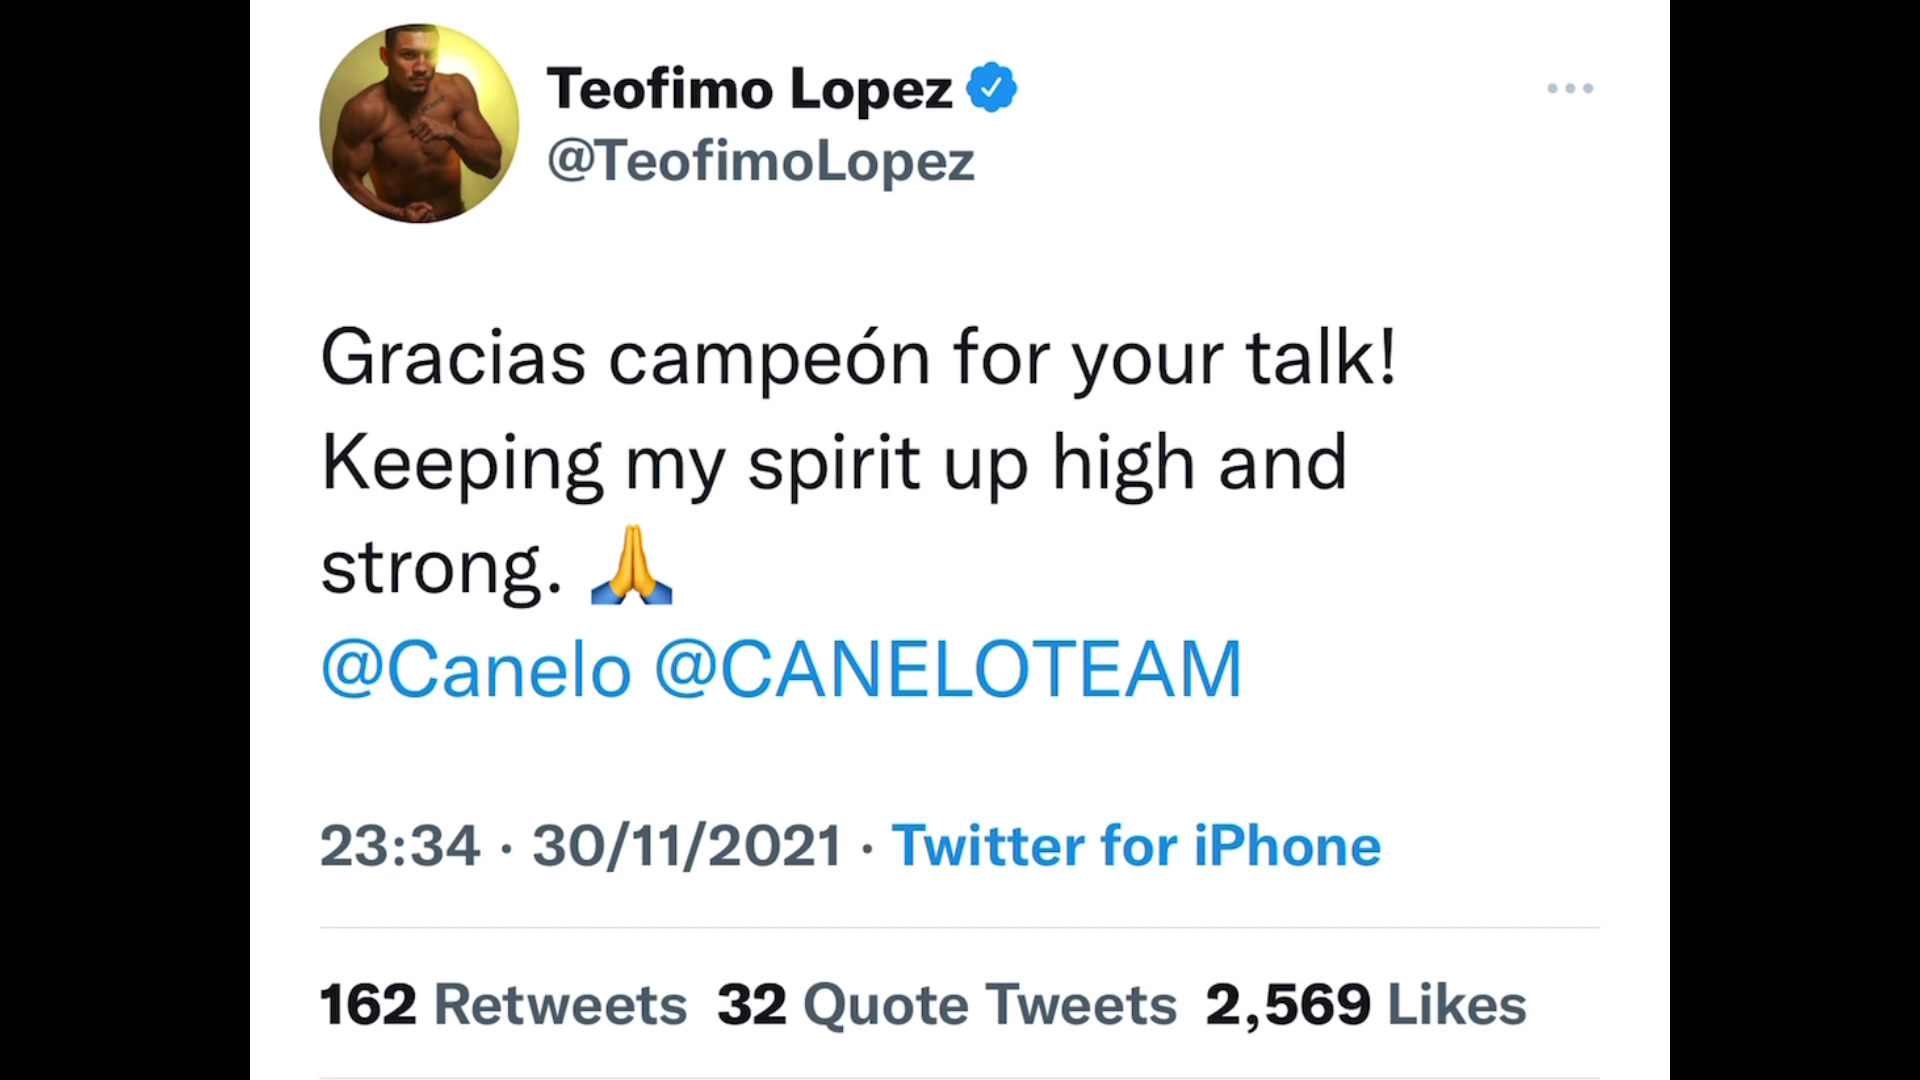 Teofimo Lopez
@TeofimoLopez
Gracias campeón for your talk!
Keeping my spirit up high and
strong. 🙏
@Canelo @CANELOTEAM
23:34 · 30/11/2021 · Twitter for iPhone
162 Retweets 32 Quote Tweets 2,569 Likes